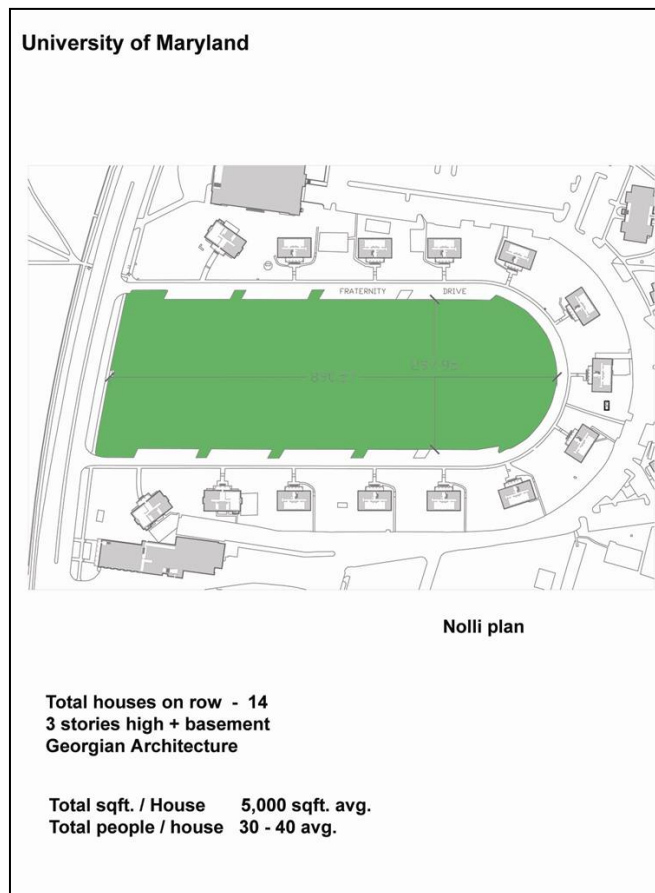 University of Maryland
FRATERNITY DRIVE
Nolli plan
Total houses on row - 14
3 stories high + basement
Georgian Architecture
Total sqft. / House 5,000 sqft. avg.
Total people / house 30 - 40 avg.